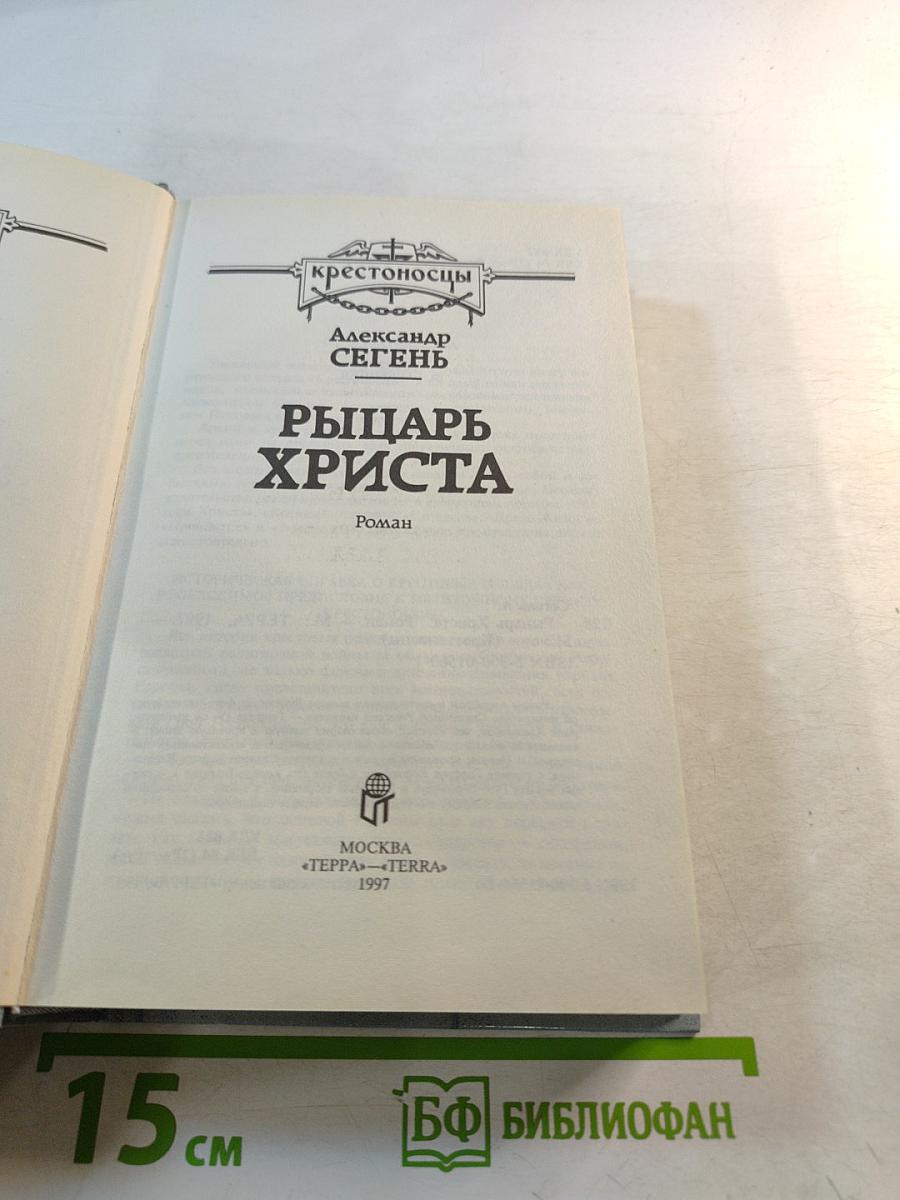 крестоносцы
Александр
СЕГЕНЬ
РЫЦАРЬ
ХРИСТА
Роман
МОСКВА
«ТЕРРА»—«TERRA»
1997
15 см
БФ БИБЛИОФАН